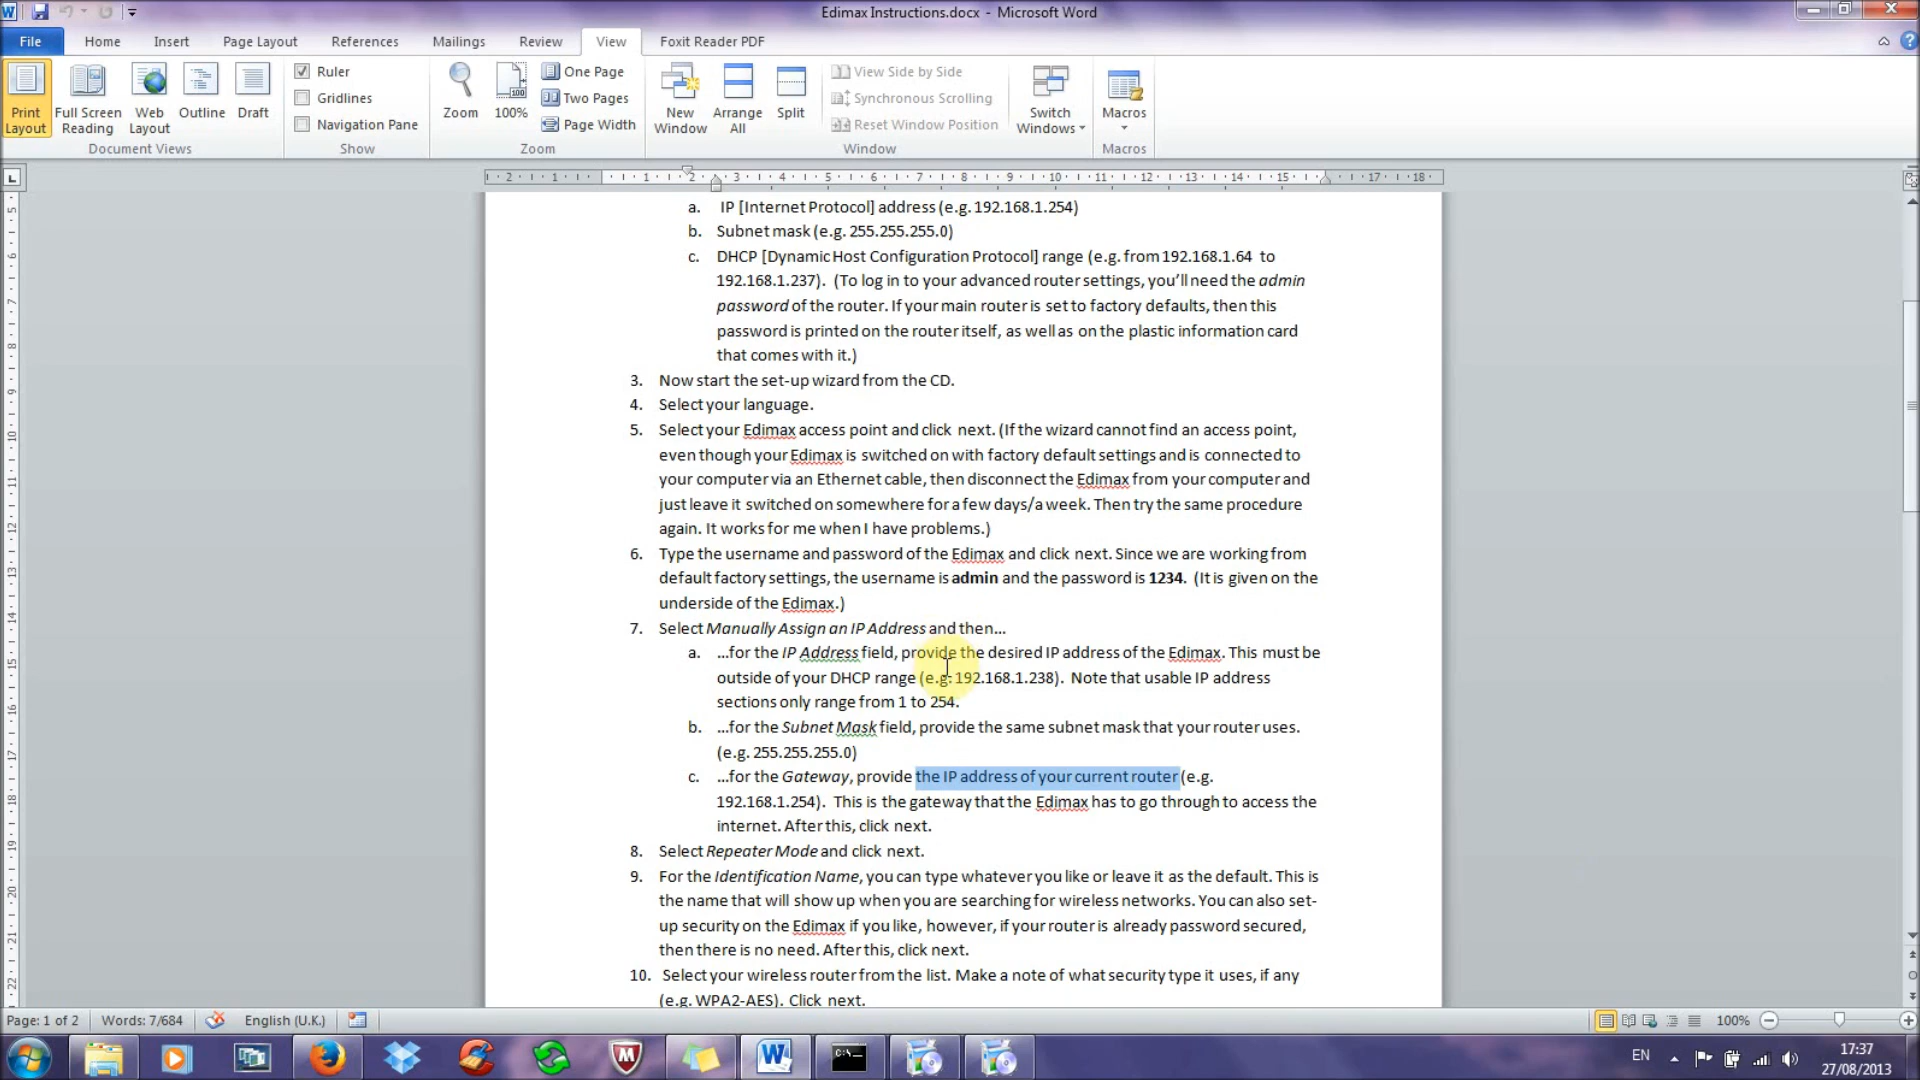 Edimax Instructions.docx - Microsoft Word
File Home Insert Page Layout References Mailings Review View Foxit Reader PDF
Print Layout
Full Screen Reading
Web Layout
Outline
Draft
Document Views
Ruler
Gridlines
Navigation Pane
Show
Zoom
100%
One Page
Two Pages
Page Width
Zoom
New Window
Arrange All
Split
View Side by Side
Synchronous Scrolling
Reset Window Position
Window
Switch Windows
Macros
Macros
2 1 1 2 3 4 5 6 7 8 9 10 11 12 13 14 15 17 18
a. IP [Internet Protocol] address (e.g. 192.168.1.254)
b. Subnet mask (e.g. 255.255.255.0)
c. DHCP [Dynamic Host Configuration Protocol] range (e.g. from 192.168.1.64 to
192.168.1.237). (To log in to your advanced router settings, you'll need the admin
password of the router. If your main router is set to factory defaults, then this
password is printed on the router itself, as well as on the plastic information card
that comes with it.)
3. Now start the set-up wizard from the CD.
4. Select your language.
5. Select your Edimax access point and click next. (If the wizard cannot find an access point,
even though your Edimax is switched on with factory default settings and is connected to
your computer via an Ethernet cable, then disconnect the Edimax from your computer and
just leave it switched on somewhere for a few days/a week. Then try the same procedure
again. It works for me when I have problems.)
6. Type the username and password of the Edimax and click next. Since we are working from
default factory settings, the username is admin and the password is 1234. (It is given on the
underside of the Edimax.)
7. Select Manually Assign an IP Address and then...
a. ...for the IP Address field, provide the desired IP address of the Edimax. This must be
outside of your DHCP range (e.g. 192.168.1.238). Note that usable IP address
sections only range from 1 to 254.
b. ...for the Subnet Mask field, provide the same subnet mask that your router uses.
(e.g. 255.255.255.0)
c. ...for the Gateway, provide the IP address of your current router (e.g.
192.168.1.254). This is the gateway that the Edimax has to go through to access the
internet. After this, click next.
8. Select Repeater Mode and click next.
9. For the Identification Name, you can type whatever you like or leave it as the default. This is
the name that will show up when you are searching for wireless networks. You can also set-
up security on the Edimax if you like, however, if your router is already password secured,
then there is no need. After this, click next.
10. Select your wireless router from the list. Make a note of what security type it uses, if any
(e.g. WPA2-AES). Click next.
Page: 1 of 2 Words: 7/684 English (U.K.) 100%
EN 17:37
27/08/2013